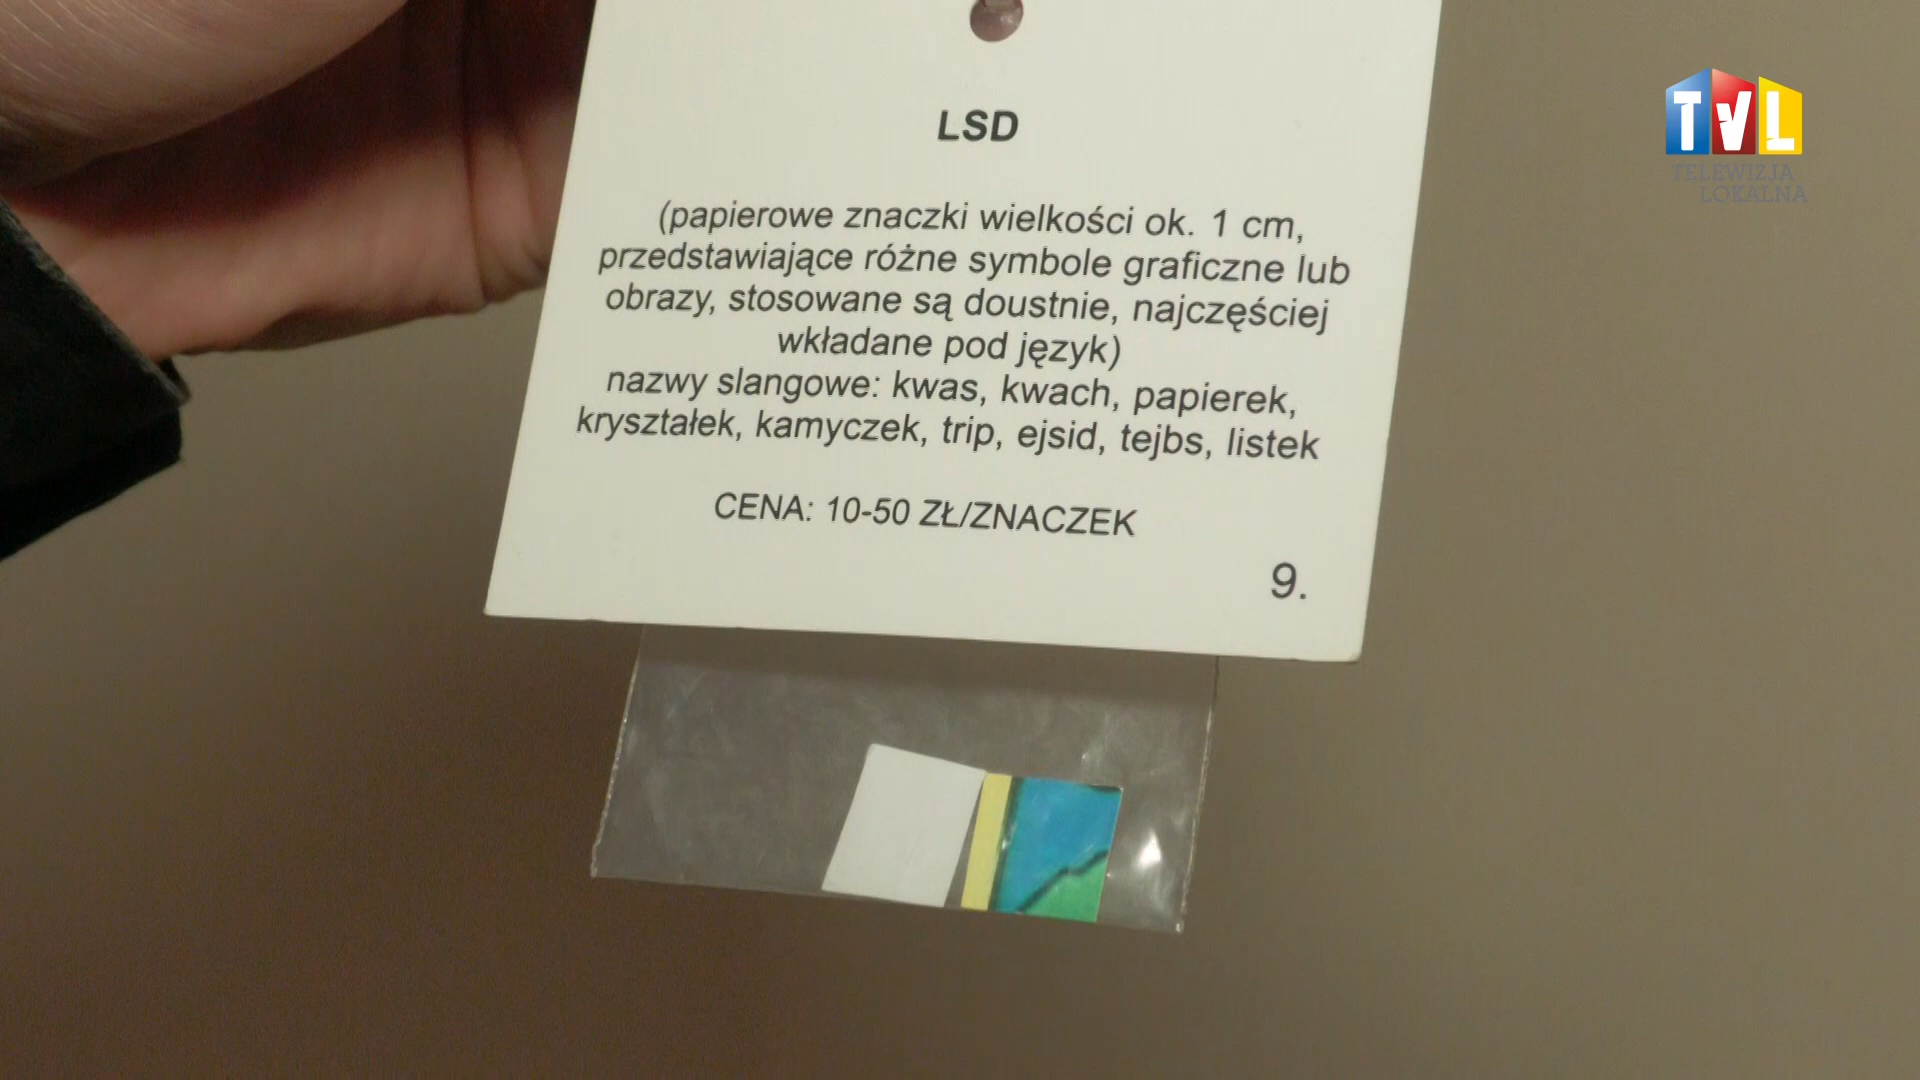 LSD
(papierowe znaczki wielkości ok. 1 cm,
przedstawiające różne symbole graficzne lub
obrazy, stosowane są doustnie, najczęściej
wkładane pod język)
nazwy slangowe: kwas, kwach, papierek,
kryształek, kamyczek, trip, ejsid, tejbs, listek
CENA: 10-50 ZŁ/ZNACZEK
9.
TVL
TELEWIZJA
LOKALNA